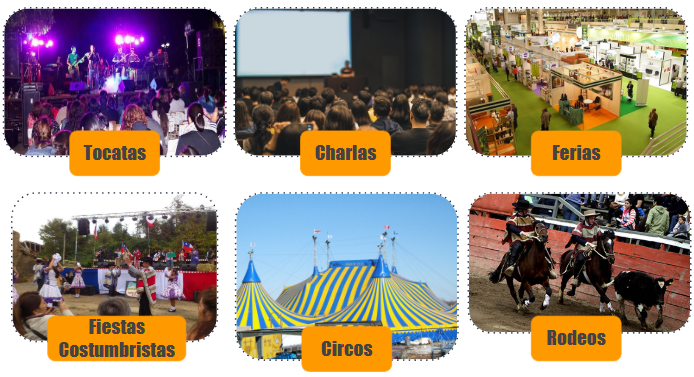 Tocatas
Charlas
Ferias
Fiestas
Costumbristas
Circos
Rodeos